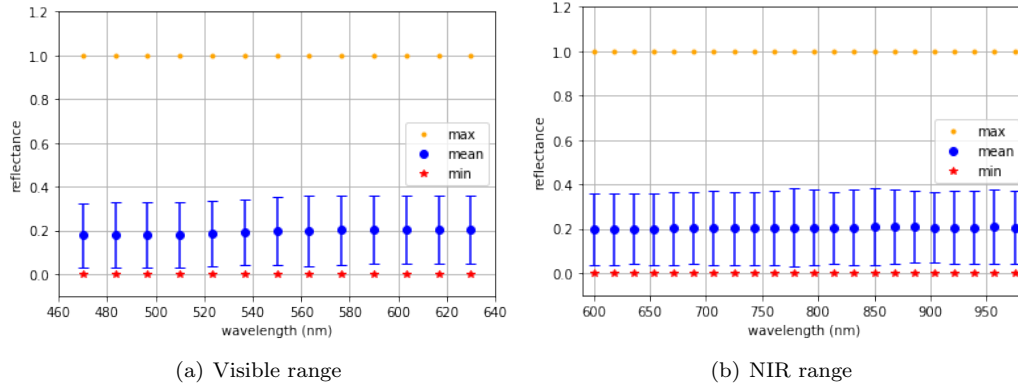 1.2
1.0
0.8
0.6
0.4
0.2
0.0
reflectance
max
mean
min
460 480 500 520 540 560 580 600 620 640
wavelength (nm)
(a) Visible range
1.2
1.0
0.8
0.6
0.4
0.2
0.0
reflectance
max
mean
min
600 650 700 750 800 850 900 950
wavelength (nm)
(b) NIR range